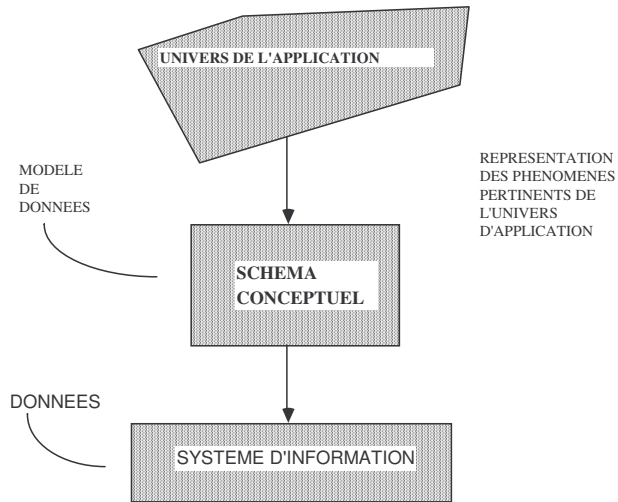 UNIVERS DE L'APPLICATION
MODELE
DE
DONNEES
REPRESENTATION
DES PHENOMENES
PERTINENTS DE
L'UNIVERS
D'APPLICATION
SCHEMA
CONCEPTUEL
DONNEES
SYSTEME D'INFORMATION